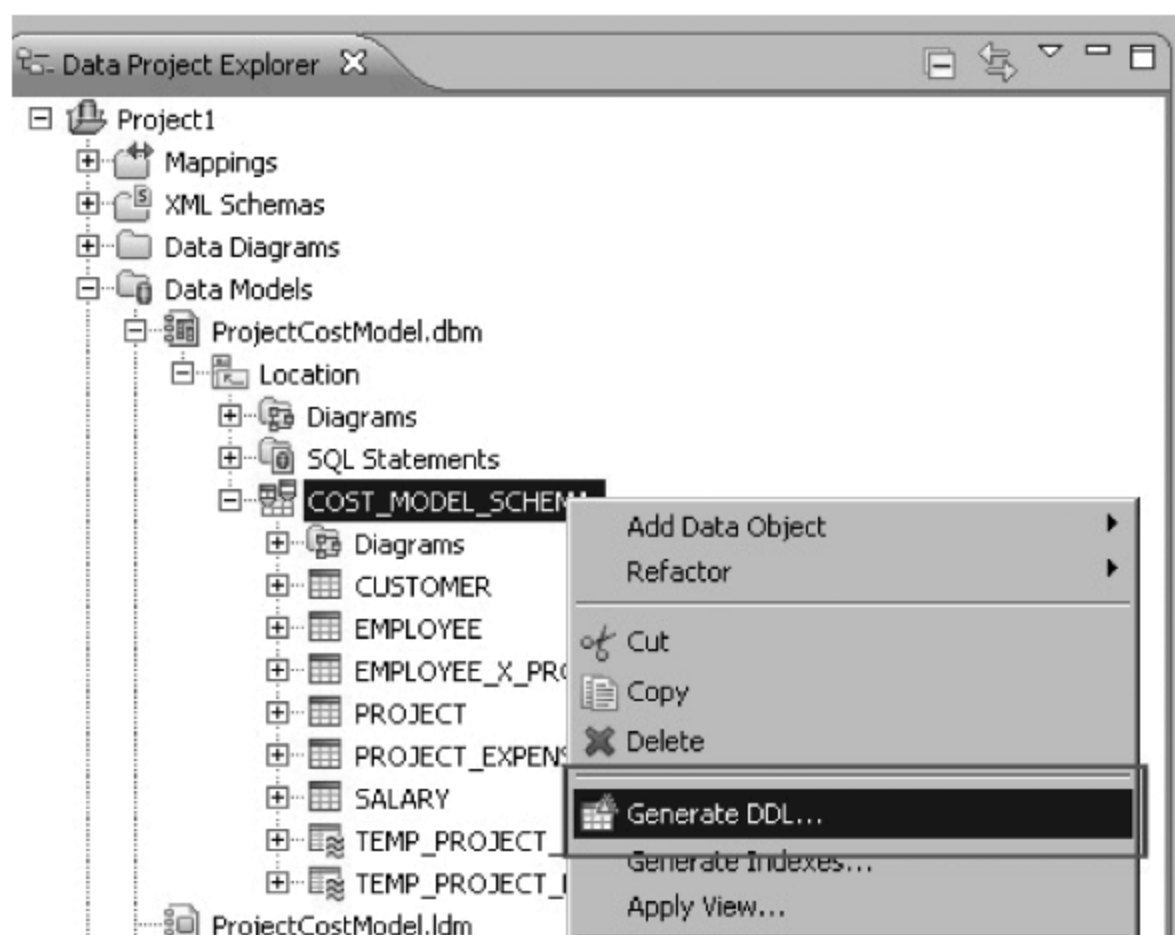 Data Project Explorer
Project1
Mappings
XML Schemas
Data Diagrams
Data Models
ProjectCostModel.dbm
Location
Diagrams
SQL Statements
COST_MODEL_SCHEMA
Diagrams
CUSTOMER
EMPLOYEE
EMPLOYEE_X_PRO
PROJECT
PROJECT_EXPENS
SALARY
TEMP_PROJECT_
TEMP_PROJECT_
ProjectCostModel.ldm
Add Data Object
Refactor
Cut
Copy
Delete
Generate DDL...
Generate Indexes...
Apply View...